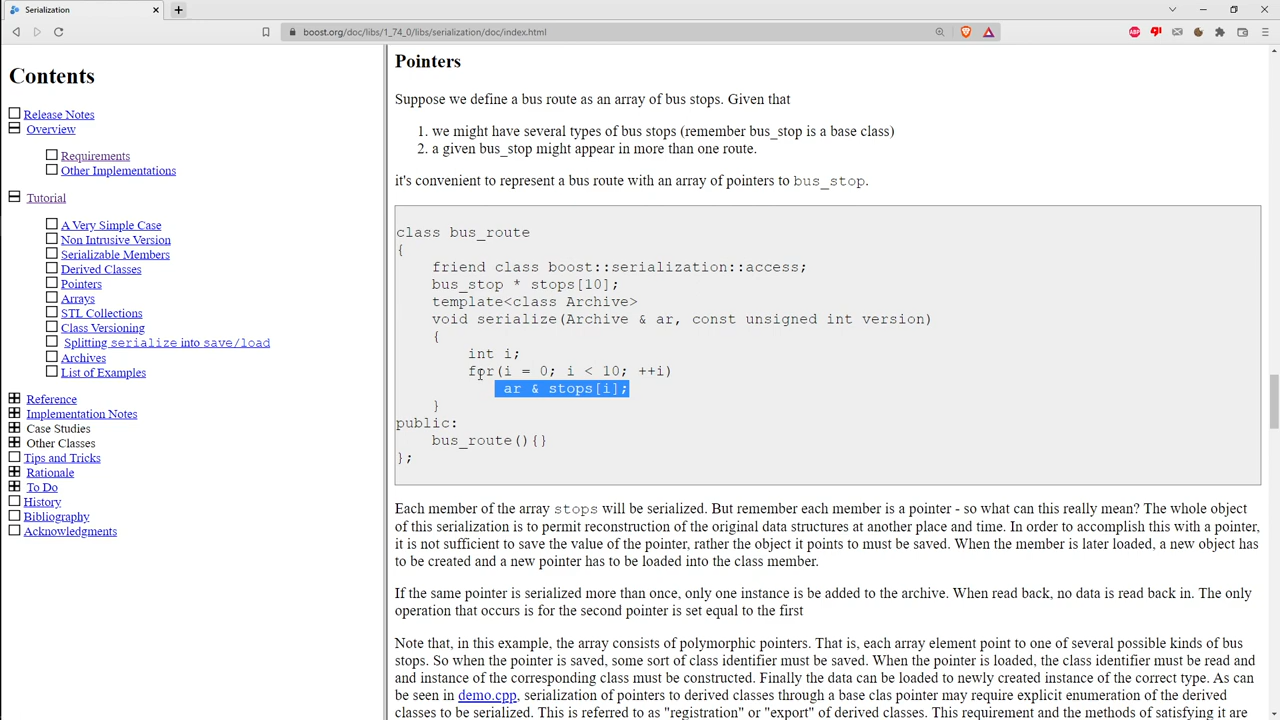 Serialization
boost.org/doc/libs/1_74_0/libs/serialization/doc/index.html
ABP
Contents
Release Notes
Overview
Requirements
Other Implementations
Tutorial
A Very Simple Case
Non Intrusive Version
Serializable Members
Derived Classes
Pointers
Arrays
STL Collections
Class Versioning
Splitting serialize into save/load
Archives
List of Examples
Reference
Implementation Notes
Case Studies
Other Classes
Tips and Tricks
Rationale
To Do
History
Bibliography
Acknowledgments
Pointers
Suppose we define a bus route as an array of bus stops. Given that
1. we might have several types of bus stops (remember bus_stop is a base class)
2. a given bus_stop might appear in more than one route.
it's convenient to represent a bus route with an array of pointers to bus_stop.
class bus_route
{
friend class boost::serialization::access;
bus_stop * stops[10];
template<class Archive>
void serialize(Archive & ar, const unsigned int version)
{
int i;
for(i = 0; i < 10; ++i)
ar & stops[i];
}
public:
bus_route(){}
};
Each member of the array stops will be serialized. But remember each member is a pointer - so what can this really mean? The whole object
of this serialization is to permit reconstruction of the original data structures at another place and time. In order to accomplish this with a pointer,
it is not sufficient to save the value of the pointer, rather the object it points to must be saved. When the member is later loaded, a new object has
to be created and a new pointer has to be loaded into the class member.
If the same pointer is serialized more than once, only one instance is be added to the archive. When read back, no data is read back in. The only
operation that occurs is for the second pointer is set equal to the first
Note that, in this example, the array consists of polymorphic pointers. That is, each array element point to one of several possible kinds of bus
stops. So when the pointer is saved, some sort of class identifier must be saved. When the pointer is loaded, the class identifier must be read and
and instance of the corresponding class must be constructed. Finally the data can be loaded to newly created instance of the correct type. As can
be seen in demo.cpp, serialization of pointers to derived classes through a base clas pointer may require explicit enumeration of the derived
classes to be serialized. This is referred to as "registration" or "export" of derived classes. This requirement and the methods of satisfying it are